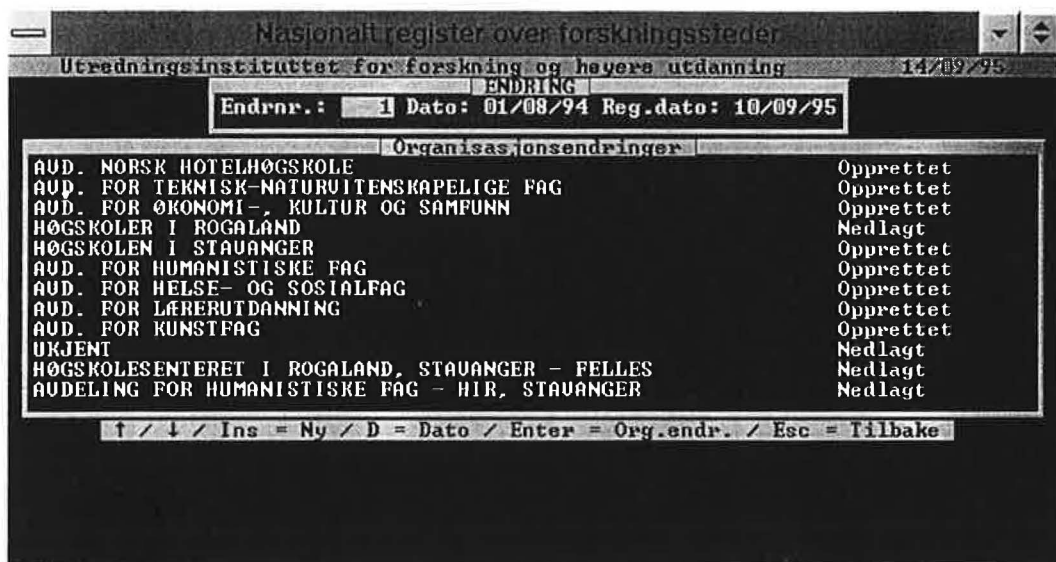 Nasjonalt register over forskningssteder
Utredningsinstituttet for forskning og høyere utdanning 14/09/95
ENDRING
Endrnr.: 1 Dato: 01/08/94 Reg.dato: 10/09/95
Organisasjonsendringer
AVD. NORSK HOTELHØGSKOLE Opprettet
AVD. FOR TEKNISK-NATURVITENSKAPELIGE FAG Opprettet
AVD. FOR ØKONOMI-, KULTUR OG SAMFUNN Opprettet
HØGSKOLER I ROGALAND Nedlagt
HØGSKOLEN I STAVANGER Opprettet
AVD. FOR HUMANISTISKE FAG Opprettet
AVD. FOR HELSE- OG SOSIALFAG Opprettet
AVD. FOR LÆRERUTDANNING Opprettet
AVD. FOR KUNSTFAG Opprettet
UKJENT Nedlagt
HØGSKOLESENTERET I ROGALAND, STAVANGER - FELLES Nedlagt
AVDELING FOR HUMANISTISKE FAG - HIR, STAVANGER Nedlagt
↑ / ↓ / Ins = Ny / D = Dato / Enter = Org.endr. / Esc = Tilbake